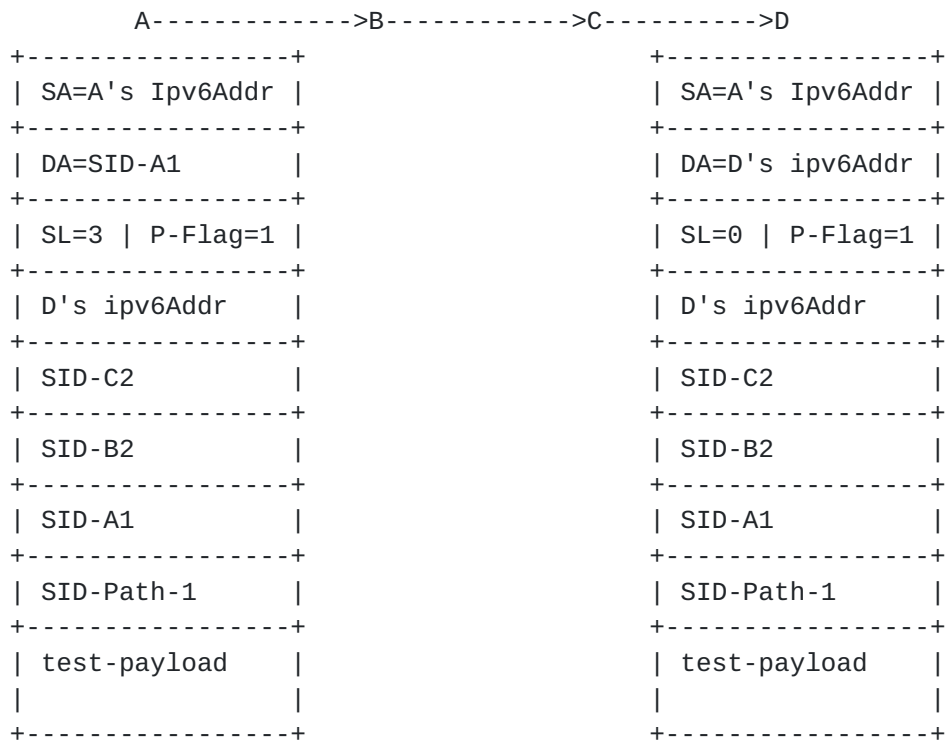 A------------->B------------>C---------->D
+-----------------+                       +-----------------+
| SA=A's Ipv6Addr |                       | SA=A's Ipv6Addr |
+-----------------+                       +-----------------+
| DA=SID-A1       |                       | DA=D's ipv6Addr |
+-----------------+                       +-----------------+
| SL=3 | P-Flag=1 |                       | SL=0 | P-Flag=1 |
+-----------------+                       +-----------------+
| D's ipv6Addr    |                       | D's ipv6Addr    |
+-----------------+                       +-----------------+
| SID-C2          |                       | SID-C2          |
+-----------------+                       +-----------------+
| SID-B2          |                       | SID-B2          |
+-----------------+                       +-----------------+
| SID-A1          |                       | SID-A1          |
+-----------------+                       +-----------------+
| SID-Path-1      |                       | SID-Path-1      |
+-----------------+                       +-----------------+
| test-payload    |                       | test-payload    |
|                 |                       |                 |
+-----------------+                       +-----------------+